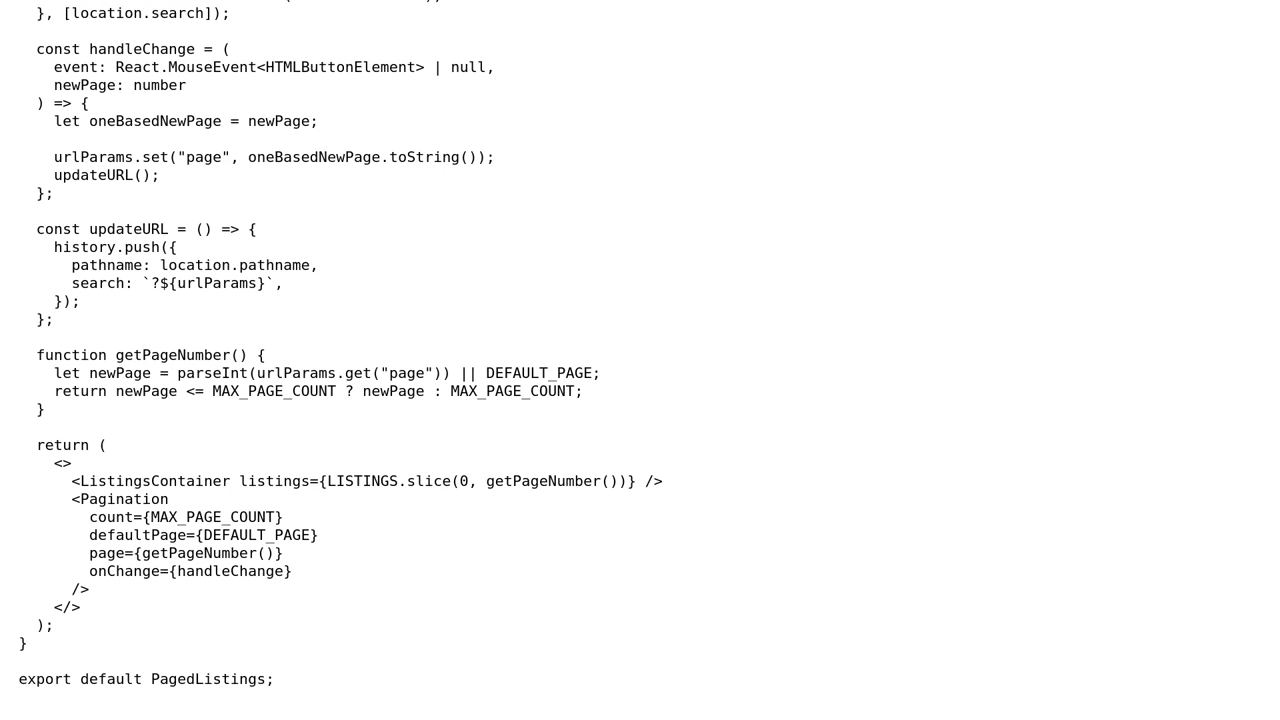 }, [location.search]);
const handleChange = (
event: React.MouseEvent<HTMLButtonElement> | null,
newPage: number
) => {
let oneBasedNewPage = newPage;
urlParams.set("page", oneBasedNewPage.toString());
updateURL();
};
const updateURL = () => {
history.push({
pathname: location.pathname,
search: `?${urlParams}`,
});
};
function getPageNumber() {
let newPage = parseInt(urlParams.get("page")) || DEFAULT_PAGE;
return newPage <= MAX_PAGE_COUNT ? newPage : MAX_PAGE_COUNT;
}
return (
<>
<ListingsContainer listings={LISTINGS.slice(0, getPageNumber())} />
<Pagination
count={MAX_PAGE_COUNT}
defaultPage={DEFAULT_PAGE}
page={getPageNumber()}
onChange={handleChange}
/>
</>
);
}
export default PagedListings;